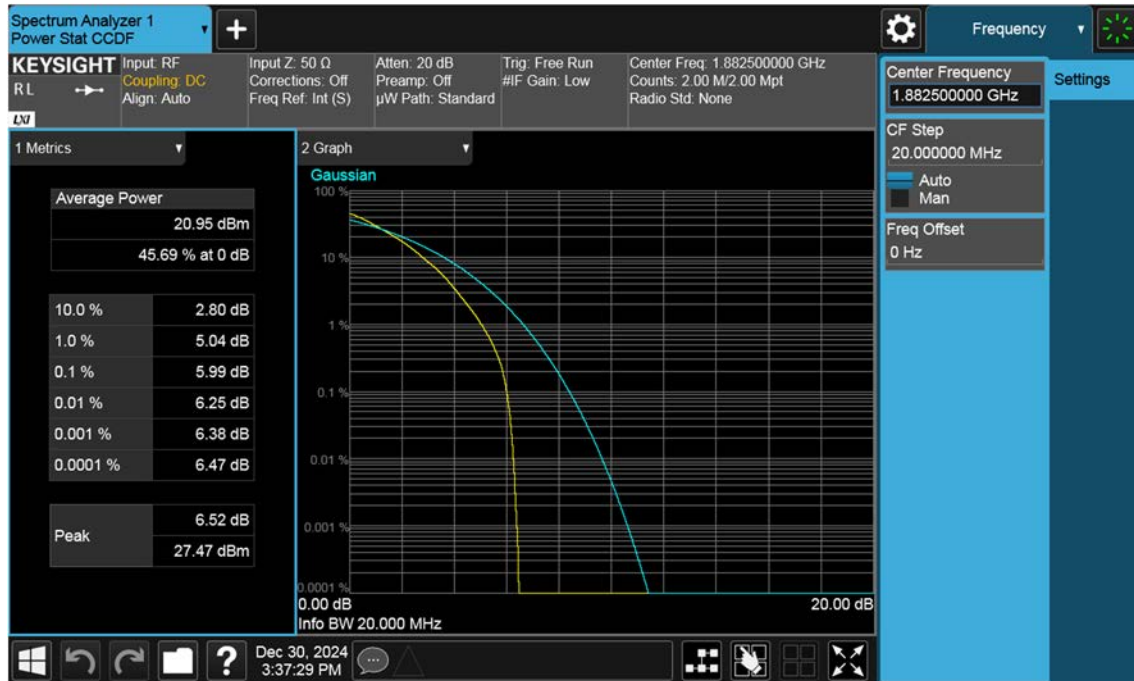 Spectrum Analyzer 1
Power Stat CCDF
Frequency
KEYSIGHT
R L
LXI
Input: RF
Coupling: DC
Align: Auto
Input Z: 50 Ω
Corrections: Off
Freq Ref: Int (S)
Atten: 20 dB
Preamp: Off
µW Path: Standard
Trig: Free Run
#IF Gain: Low
Center Freq: 1.882500000 GHz
Counts: 2.00 M/2.00 Mpt
Radio Std: None
Center Frequency
1.882500000 GHz
Settings
CF Step
20.000000 MHz
Auto
Man
Freq Offset
0 Hz
1 Metrics
Average Power
20.95 dBm
45.69 % at 0 dB
10.0 % 2.80 dB
1.0 % 5.04 dB
0.1 % 5.99 dB
0.01 % 6.25 dB
0.001 % 6.38 dB
0.0001 % 6.47 dB
Peak
6.52 dB
27.47 dBm
2 Graph
Gaussian
100 %
10 %
1 %
0.1 %
0.01 %
0.001 %
0.0001 %
0.00 dB 20.00 dB
Info BW 20.000 MHz
?
Dec 30, 2024
3:37:29 PM